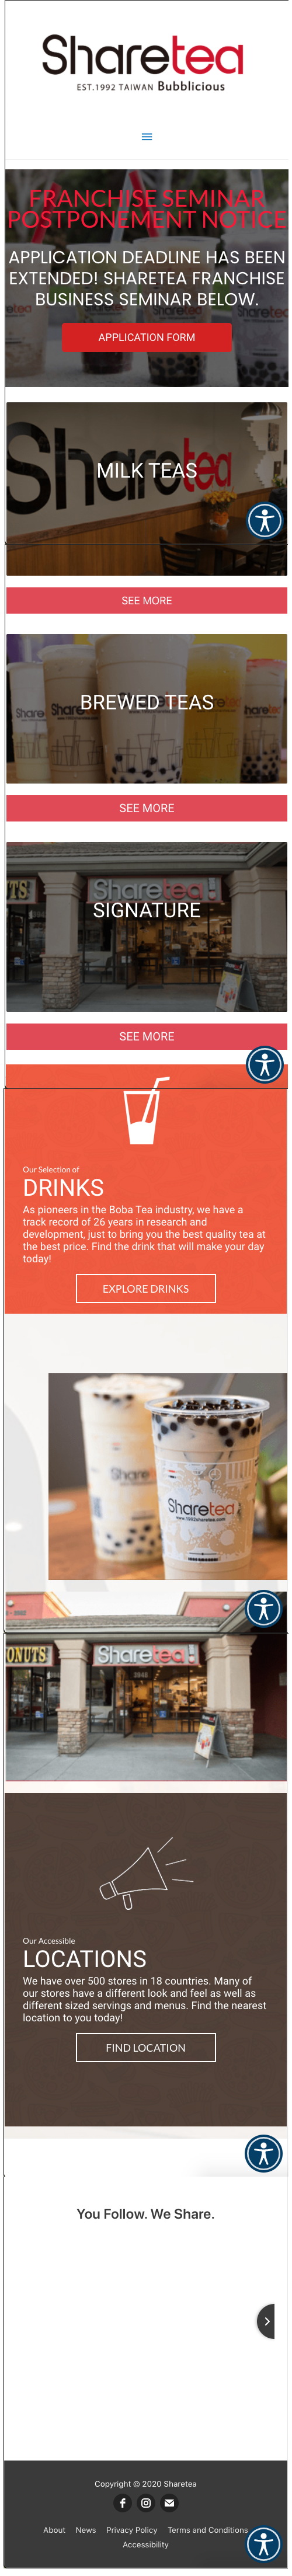 Sharetea
EST.1992 TAIWAN Bubblicious
FRANCHISE SEMINAR
POSTPONEMENT NOTICE
APPLICATION DEADLINE HAS BEEN
EXTENDED! SHARETEA FRANCHISE
BUSINESS SEMINAR BELOW.
APPLICATION FORM
Sharetea
MILK TEAS
SEE MORE
BREWED TEAS
SEE MORE
Sharetea
SIGNATURE
SEE MORE
Our Selection of
DRINKS
As pioneers in the Boba Tea industry, we have a
track record of 26 years in research and
development, just to bring you the best quality tea at
the best price. Find the drink that will make your day
today!
EXPLORE DRINKS
Sharetea
ONUTS
Sharetea
Our Accessible
LOCATIONS
We have over 500 stores in 18 countries. Many of
our stores have a different look and feel as well as
different sized servings and menus. Find the nearest
location to you today!
FIND LOCATION
You Follow. We Share.
Copyright © 2020 Sharetea
About News Privacy Policy Terms and Conditions
Accessibility